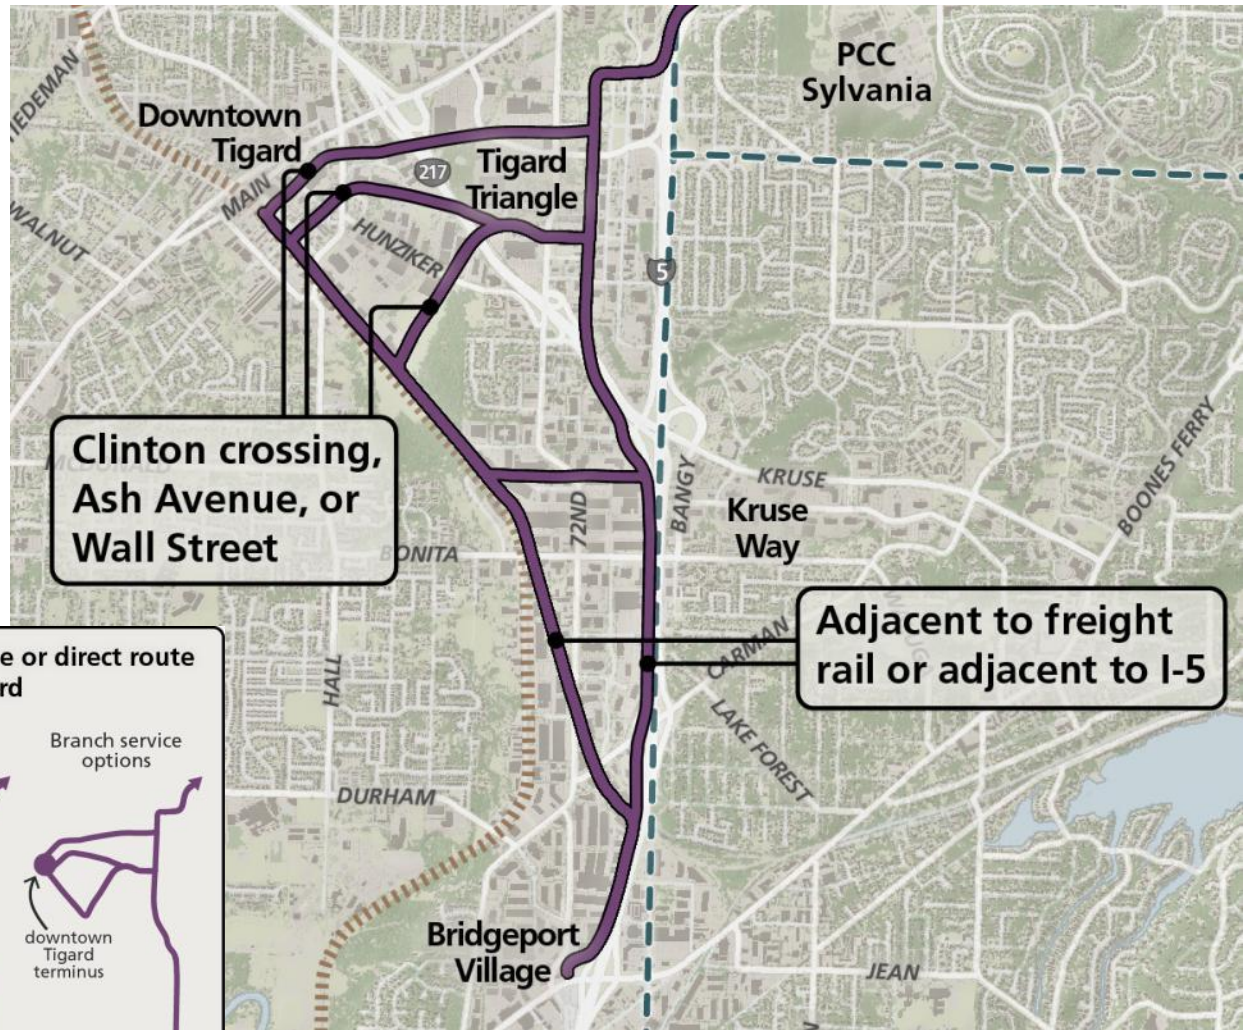 PCC
Sylvania
Downtown
Tigard
217
Tigard
Triangle
MAIN
WALNUT
HUNZIKER
5
Clinton crossing,
Ash Avenue, or
Wall Street
MCDONALD
BONITA
72ND
BANGY
KRUSE
Kruse
Way
BOONES FERRY
Adjacent to freight
rail or adjacent to I-5
CARMAN
LAKE FOREST
HALL
DURHAM
e or direct route
rd
Branch service
options
downtown
Tigard
terminus
Bridgeport
Village
JEAN